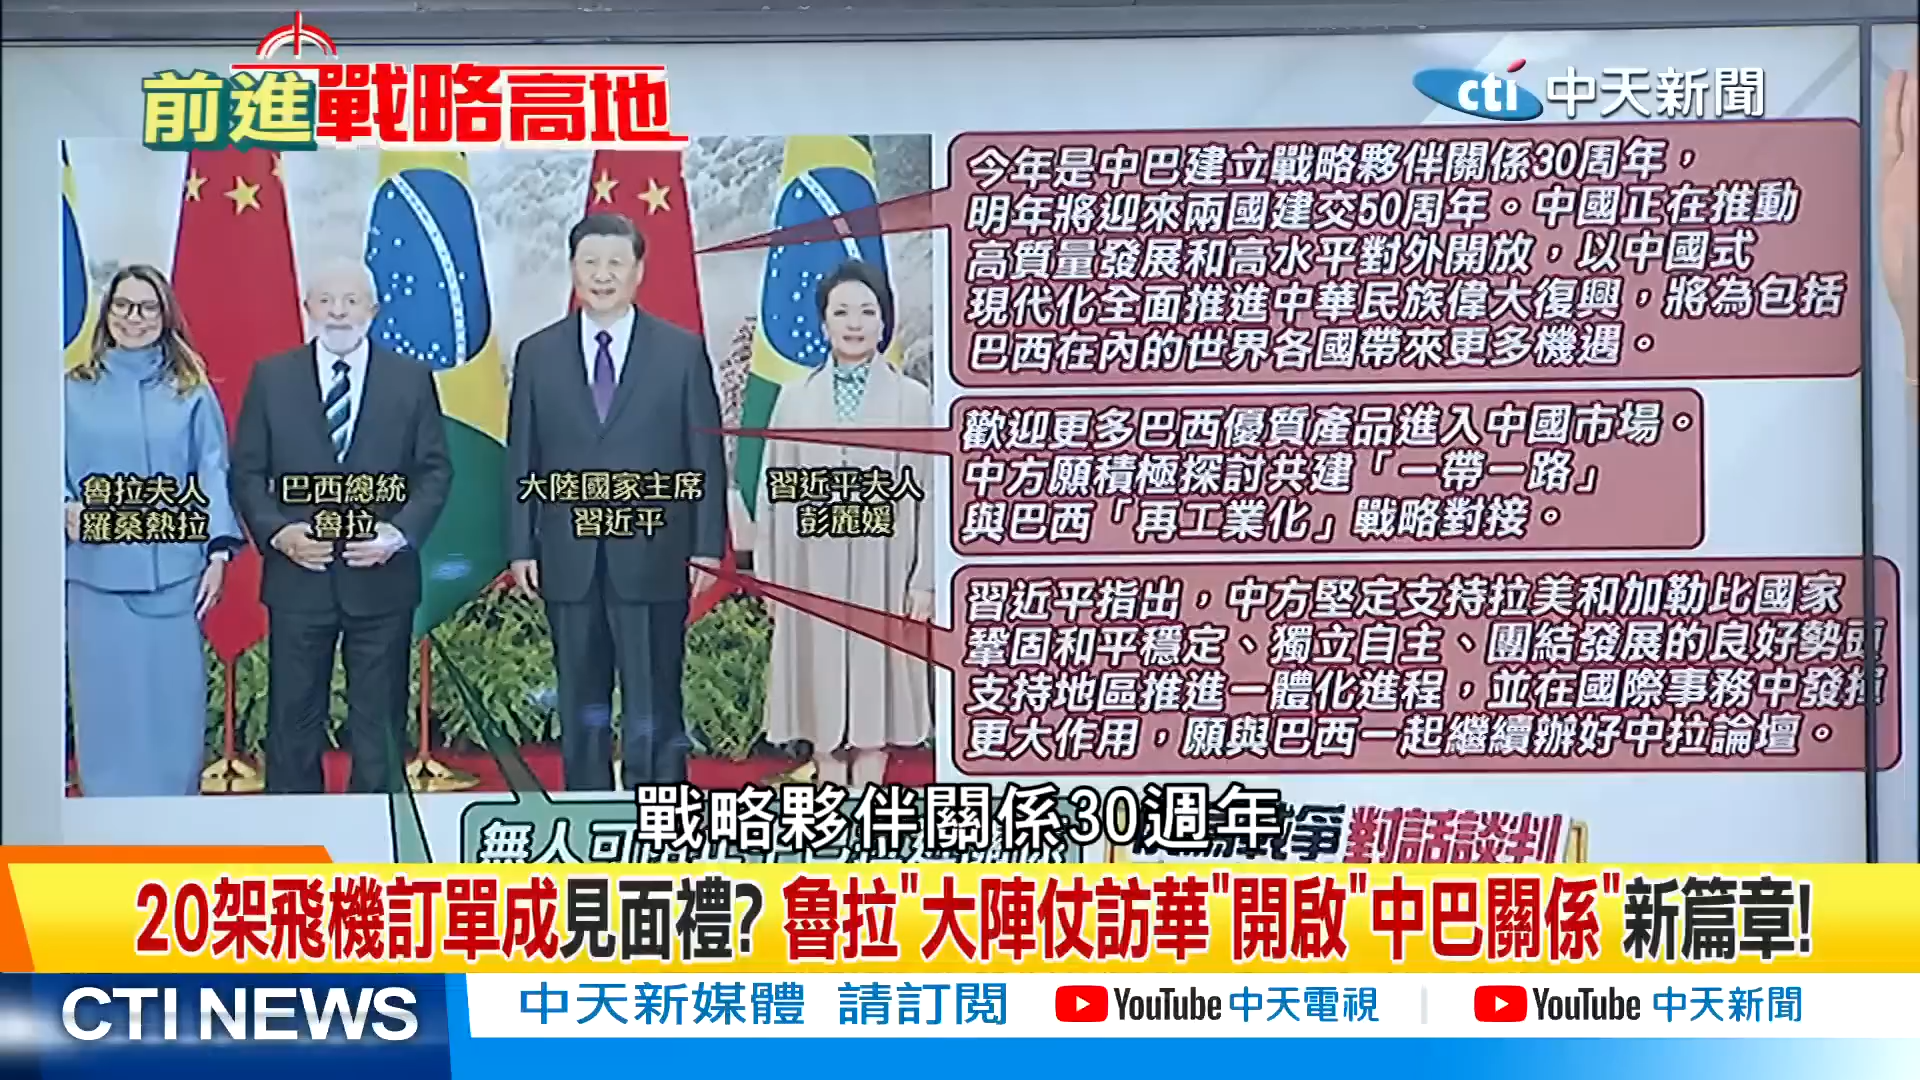 前進戰略高地
cti 中天新聞
今年是中巴建立戰略夥伴關係30周年，
明年將迎來兩國建交50周年。中國正在推動
高質量發展和高水平對外開放，以中國式
現代化全面推進中華民族偉大復興，將為包括
巴西在內的世界各國帶來更多機遇。
歡迎更多巴西優質產品進入中國市場。
中方願積極探討共建「一帶一路」
與巴西「再工業化」戰略對接。
魯拉夫人
羅桑熱拉
巴西總統
魯拉
大陸國家主席
習近平
習近平夫人
彭麗媛
習近平指出，中方堅定支持拉美和加勒比國家
鞏固和平穩定、獨立自主、團結發展的良好勢頭
支持地區推進一體化進程，並在國際事務中發揮
更大作用，願與巴西一起繼續辦好中拉論壇。
無人可
爭對話談判
戰略夥伴關係30週年
20架飛機訂單成見面禮? 魯拉"大陣仗訪華"開啟"中巴關係"新篇章!
CTI NEWS
中天新媒體 請訂閱 YouTube 中天電視 | YouTube 中天新聞